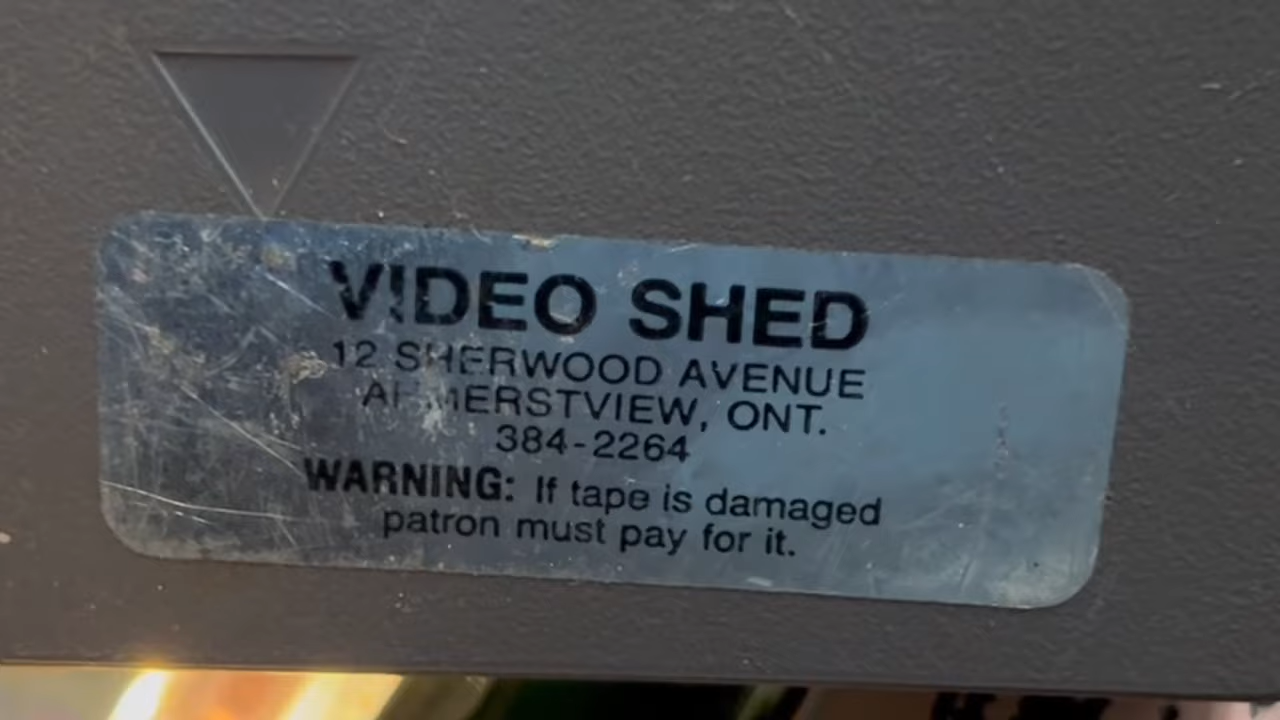 VIDEO SHED
12 SHERWOOD AVENUE
ONT.
384-2264
WARNING: If tape is damaged
patron must pay for it.